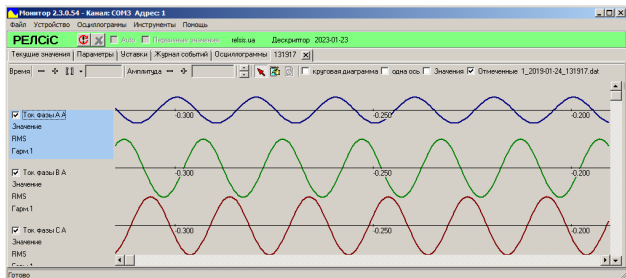 Монитор 2.3.0.54 - Канал: COM3 Адрес: 1
Файл Устройство Осциллограммы Инструменты Помощь
РЕЛСіС Auto Первичные значения relsis.ua Дескриптор 2023-01-23
Текущие значения Параметры Уставки Журнал событий Осциллограммы 131917
Время Амплитуда круговая диаграмма одна ось Значения Отмеченные 1_2019-01-24_131917.dat
Ток фазы А А
Значение
RMS
Гарм.1
-0.300 -0.250 -0.200
Ток фазы В А
Значение
RMS
Гарм.1
-0.300 -0.250 -0.200
Ток фазы С А
Значение
RMS
-0.300 -0.250 -0.200
Готово